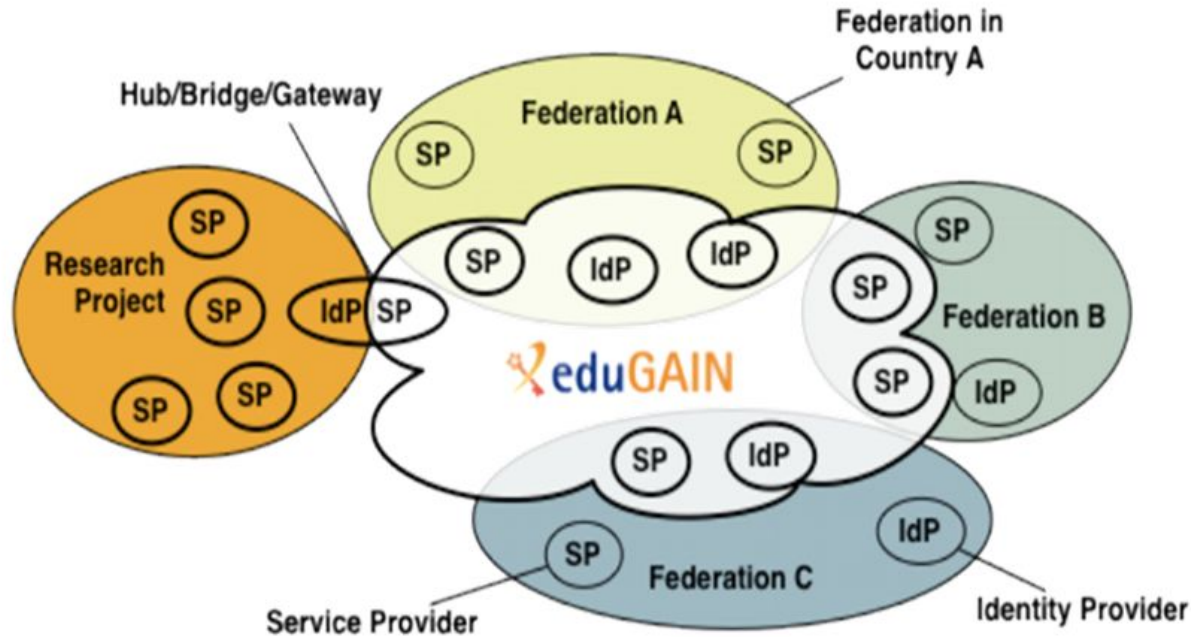 Federation in
Country A
Hub/Bridge/Gateway
Federation A
SP
SP
SP
Research
Project
SP
IdP
IdP
SP
SP
SP
IdP
SP
Federation B
eduGAIN
SP
IdP
SP
SP
SP
IdP
IdP
SP
Federation C
Service Provider
Identity Provider